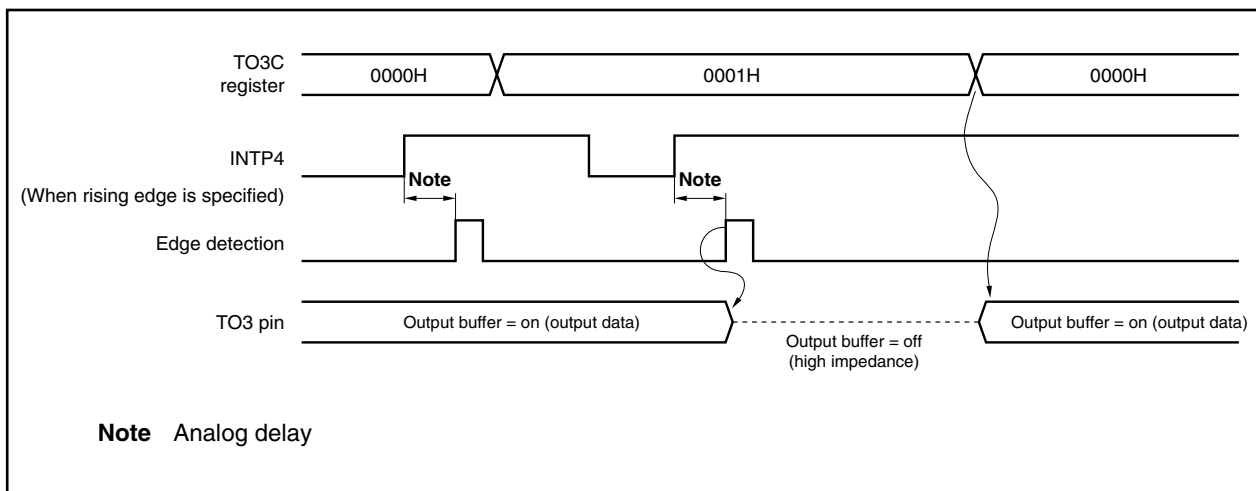 TO3C
register
0000H
0001H
0000H
INTP4
(When rising edge is specified)
Note
Note
Edge detection
TO3 pin
Output buffer = on (output data)
Output buffer = off
(high impedance)
Output buffer = on (output data)
Note Analog delay